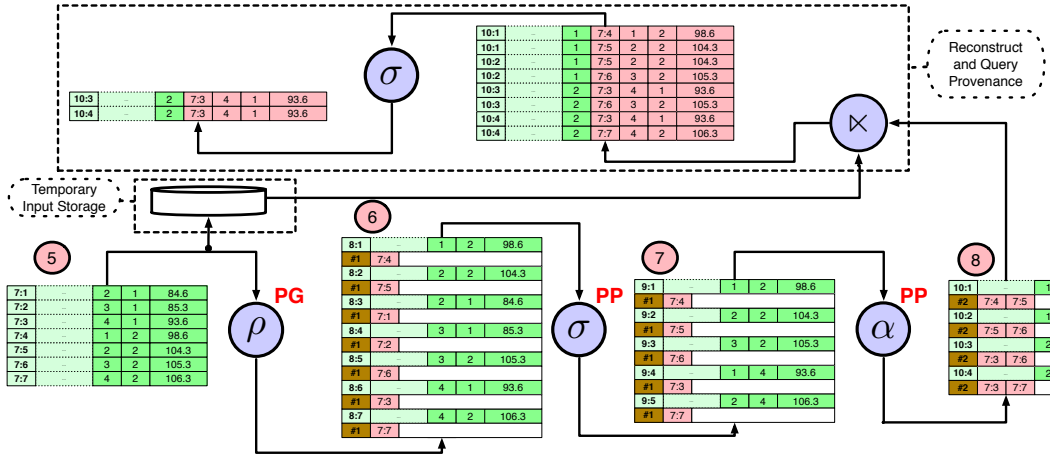 σ
10:1 .. 1 7:4 1 2 98.6
10:1 .. 1 7:5 2 2 104.3
10:2 .. 1 7:5 2 2 104.3
10:2 .. 1 7:6 3 2 105.3
10:3 .. 2 7:3 4 1 93.6
10:3 .. 2 7:6 3 2 105.3
10:4 .. 2 7:3 4 1 93.6
10:4 .. 2 7:7 4 2 106.3
Reconstruct
and Query
Provenance
10:3 .. 2 7:3 4 1 93.6
10:4 .. 2 7:3 4 1 93.6
⋉
Temporary
Input Storage
5
7:1 .. 2 1 84.6
7:2 .. 3 1 85.3
7:3 .. 4 1 93.6
7:4 .. 1 2 98.6
7:5 .. 2 2 104.3
7:6 .. 3 2 105.3
7:7 .. 4 2 106.3
PG
ρ
6
8:1 .. 1 2 98.6
#1 7:4
8:2 .. 2 2 104.3
#1 7:5
8:3 .. 2 1 84.6
#1 7:1
8:4 .. 3 1 85.3
#1 7:2
8:5 .. 3 2 105.3
#1 7:6
8:6 .. 4 1 93.6
#1 7:3
8:7 .. 4 2 106.3
#1 7:7
PP
σ
7
9:1 .. 1 2 98.6
#1 7:4
9:2 .. 2 2 104.3
#1 7:5
9:3 .. 3 2 105.3
#1 7:6
9:4 .. 1 4 93.6
#1 7:3
9:5 .. 2 4 106.3
#1 7:7
PP
α
8
10:1 .. 1
#2 7:4 7:5
10:2 .. 1
#2 7:5 7:6
10:3 .. 2
#2 7:3 7:6
10:4 .. 2
#2 7:3 7:7